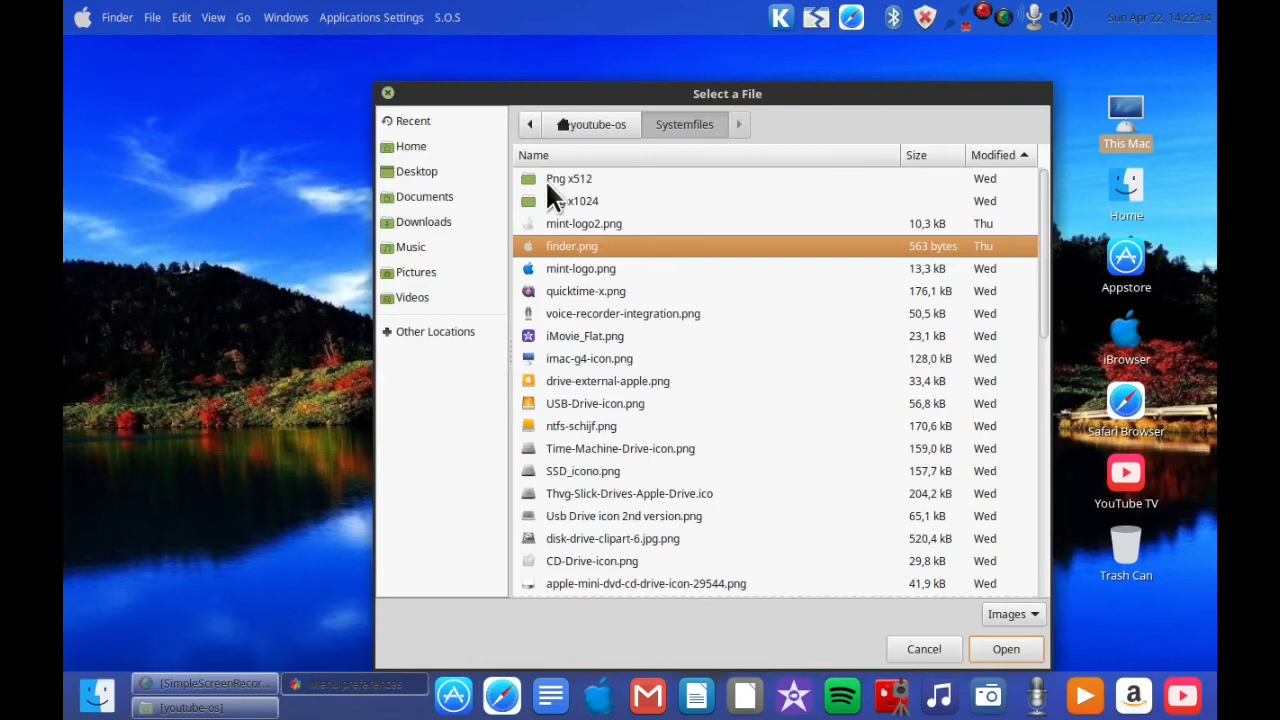 Finder File Edit View Go Windows Applications Settings S.O.S K Sun Apr 22, 14:22:14
Select a File
Recent
Home
Desktop
Documents
Downloads
Music
Pictures
Videos
Other Locations
youtube-os Systemfiles
Name Size Modified
Png x512 Wed
x1024 Wed
mint-logo2.png 10,3 kB Thu
finder.png 563 bytes Thu
mint-logo.png 13,3 kB Wed
quicktime-x.png 176,1 kB Wed
voice-recorder-integration.png 50,5 kB Wed
iMovie_Flat.png 23,1 kB Wed
imac-g4-icon.png 128,0 kB Wed
drive-external-apple.png 33,4 kB Wed
USB-Drive-icon.png 56,8 kB Wed
ntfs-schijf.png 170,6 kB Wed
Time-Machine-Drive-icon.png 159,0 kB Wed
SSD_icono.png 157,7 kB Wed
Thvg-Slick-Drives-Apple-Drive.ico 204,2 kB Wed
Usb Drive icon 2nd version.png 65,1 kB Wed
disk-drive-clipart-6.jpg.png 520,4 kB Wed
CD-Drive-icon.png 29,8 kB Wed
apple-mini-dvd-cd-drive-icon-29544.png 41,9 kB Wed
Images
Cancel Open
This Mac
Home
Appstore
iBrowser
Safari Browser
YouTube TV
Trash Can
[SimpleScreenRecor... Menu preferences
[youtube-os]